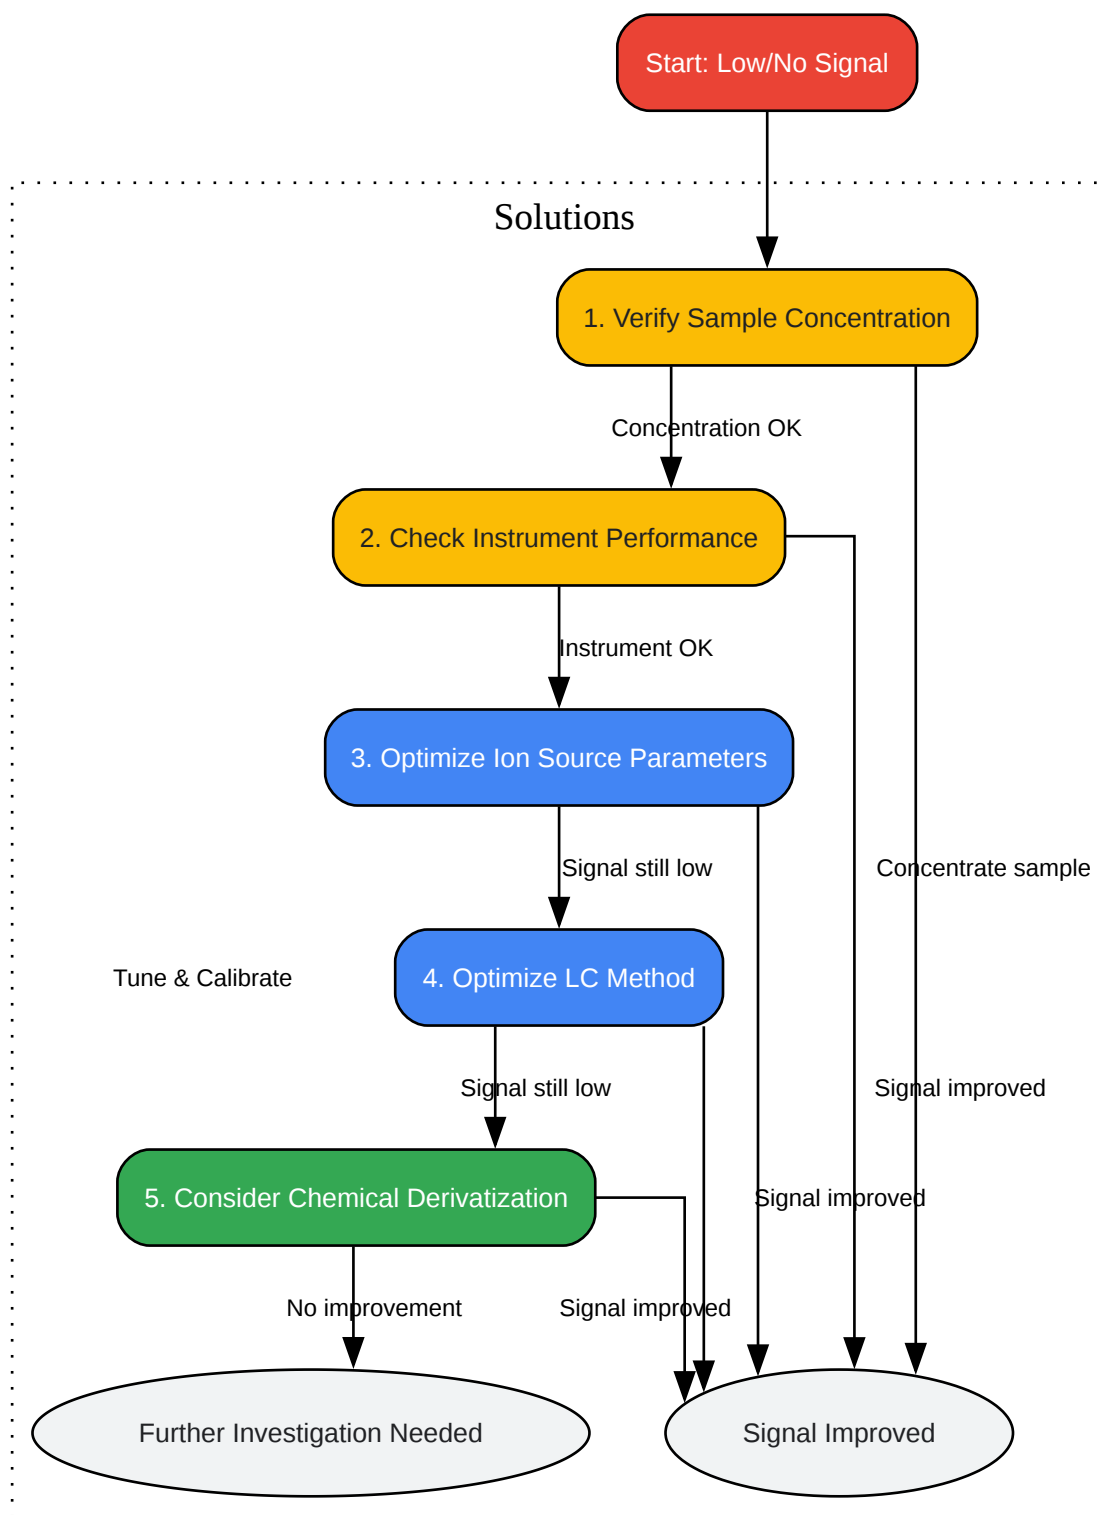 Start: Low/No Signal
Solutions
1. Verify Sample Concentration
Concentration OK
2. Check Instrument Performance
Instrument OK
3. Optimize Ion Source Parameters
Signal still low
Concentrate sample
Tune & Calibrate
4. Optimize LC Method
Signal still low
Signal improved
5. Consider Chemical Derivatization
Signal improved
No improvement
Signal improved
Further Investigation Needed
Signal Improved